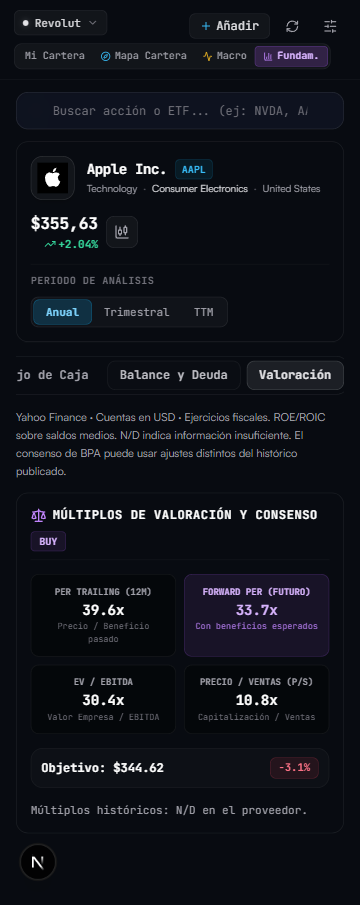 Revolut
+ Añadir
Mi Cartera Mapa Cartera Macro Fundam.
Buscar acción o ETF... (ej: NVDA, A
Apple Inc. AAPL
Technology · Consumer Electronics · United States
$355,63
+2.04%
PERIODO DE ANÁLISIS
Anual Trimestral TTM
jo de Caja Balance y Deuda Valoración
Yahoo Finance · Cuentas en USD · Ejercicios fiscales. ROE/ROIC
sobre saldos medios. N/D indica información insuficiente. El
consenso de BPA puede usar ajustes distintos del histórico
publicado.
MÚLTIPLOS DE VALORACIÓN Y CONSENSO
BUY
PER TRAILING (12M)
39.6x
Precio / Beneficio
pasado
FORWARD PER (FUTURO)
33.7x
Con beneficios esperados
EV / EBITDA
30.4x
Valor Empresa / EBITDA
PRECIO / VENTAS (P/S)
10.8x
Capitalización / Ventas
Objetivo: $344.62 -3.1%
Múltiplos históricos: N/D en el proveedor.
N